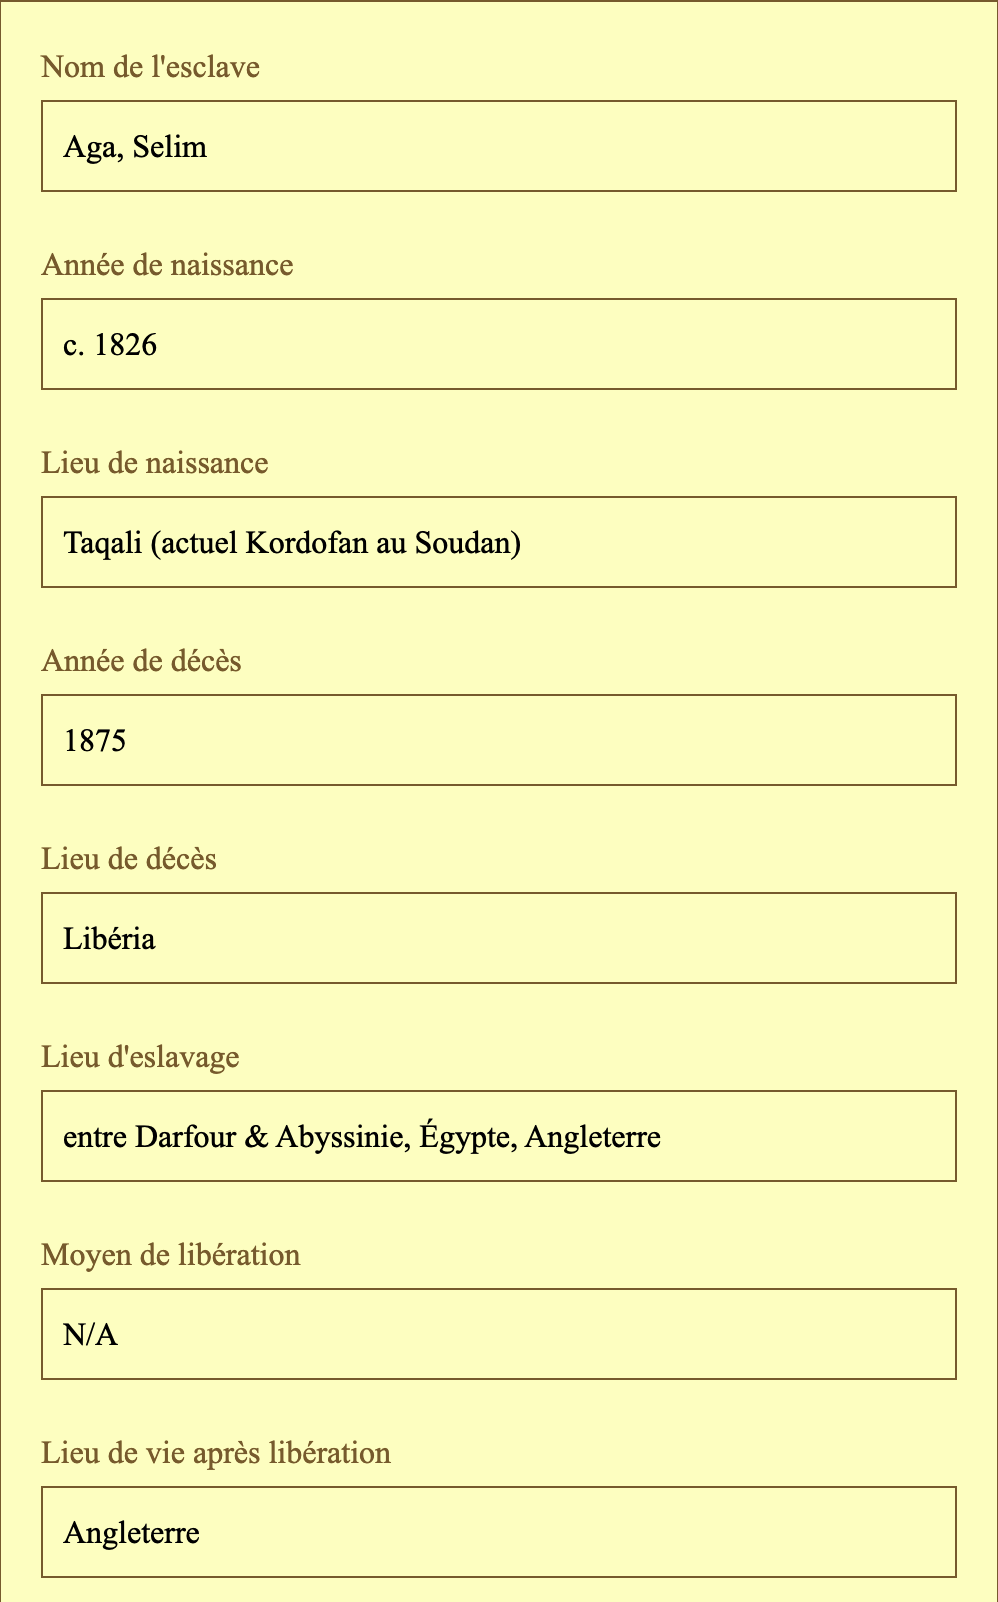 Nom de l'esclave
Aga, Selim
Année de naissance
c. 1826
Lieu de naissance
Taqali (actuel Kordofan au Soudan)
Année de décès
1875
Lieu de décès
Libéria
Lieu d'eslavage
entre Darfour & Abyssinie, Égypte, Angleterre
Moyen de libération
N/A
Lieu de vie après libération
Angleterre